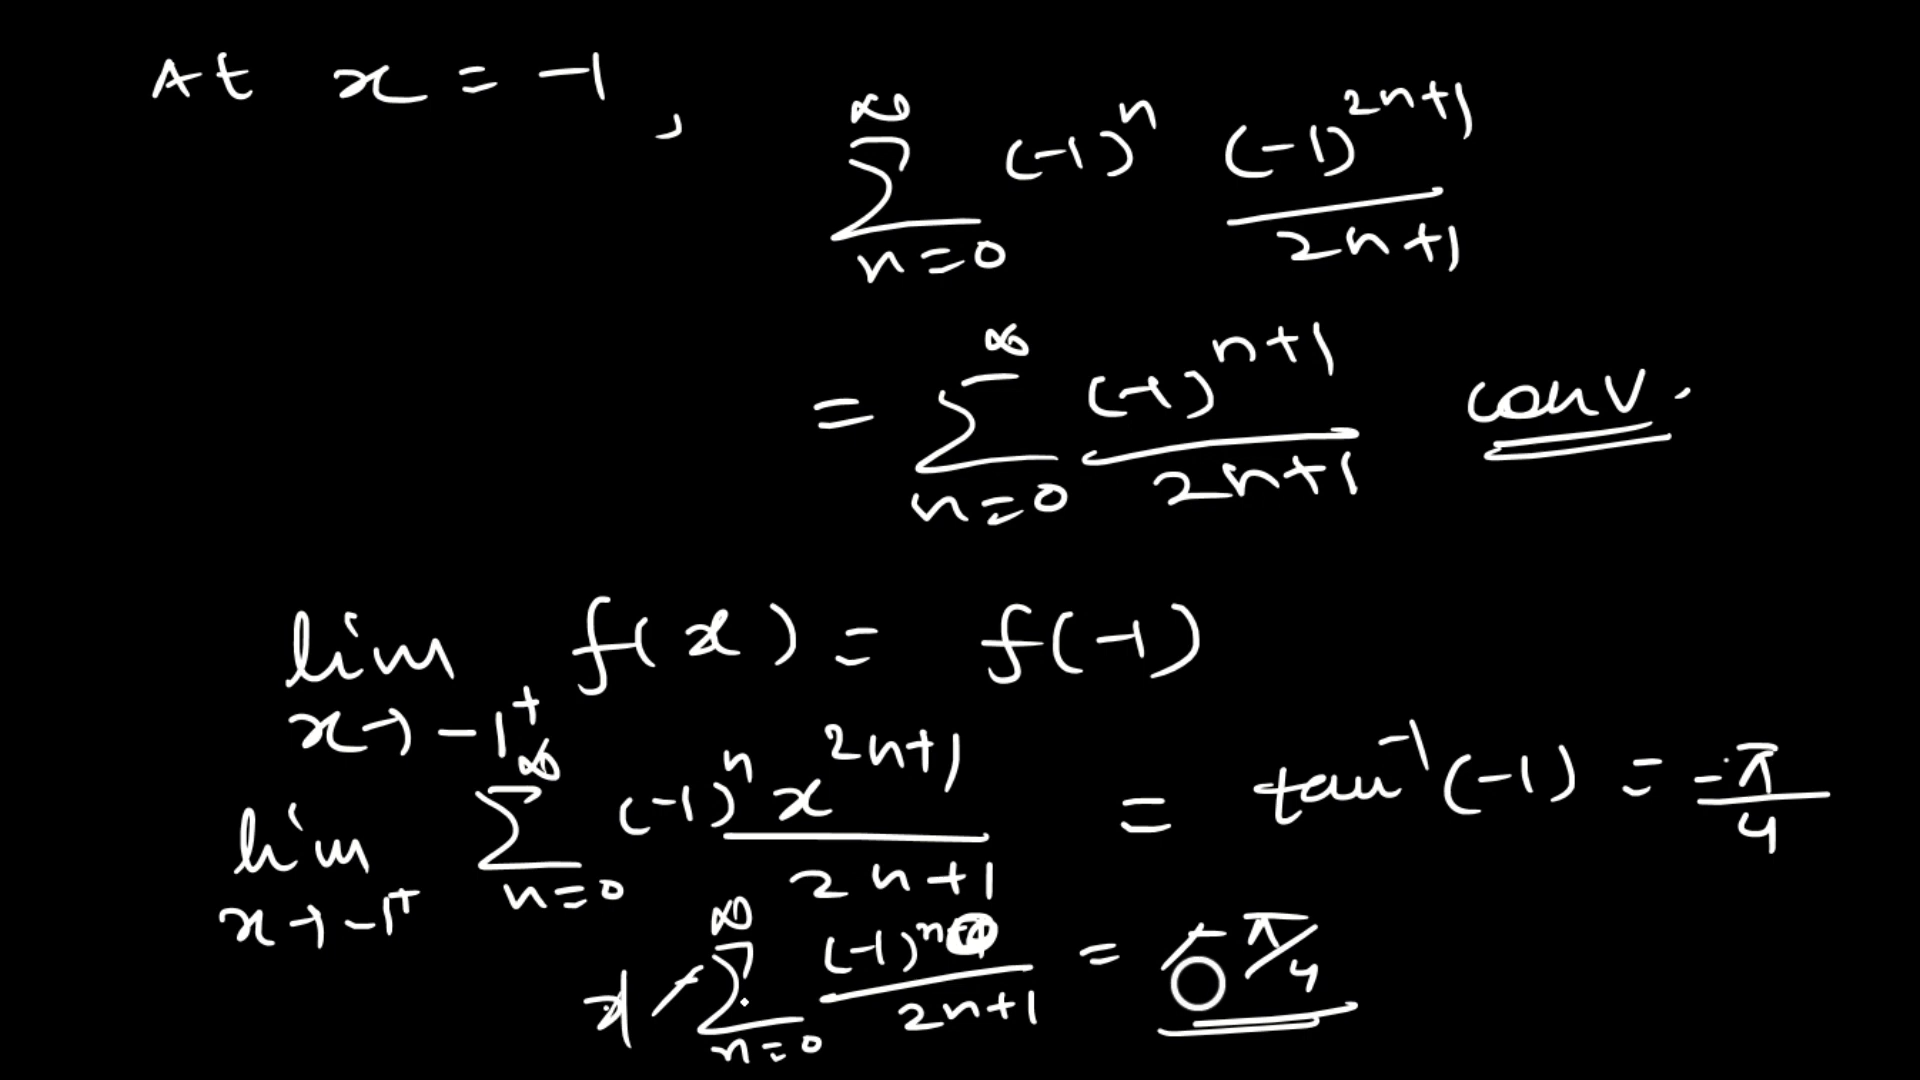 At x = -1,
∑_{n=0}^{∞} (-1)^n (-1)^{2n+1} / 2n+1
= ∑_{n=0}^{∞} (-1)^{n+1} / 2n+1 conv.
lim_{x→-1^+} f(x) = f(-1)
lim_{x→-1^+} ∑_{n=0}^{∞} (-1)^n x^{2n+1} / 2n+1 = tan^{-1}(-1) = -π/4
∑_{n=0}^{∞} (-1)^n / 2n+1 = π/4